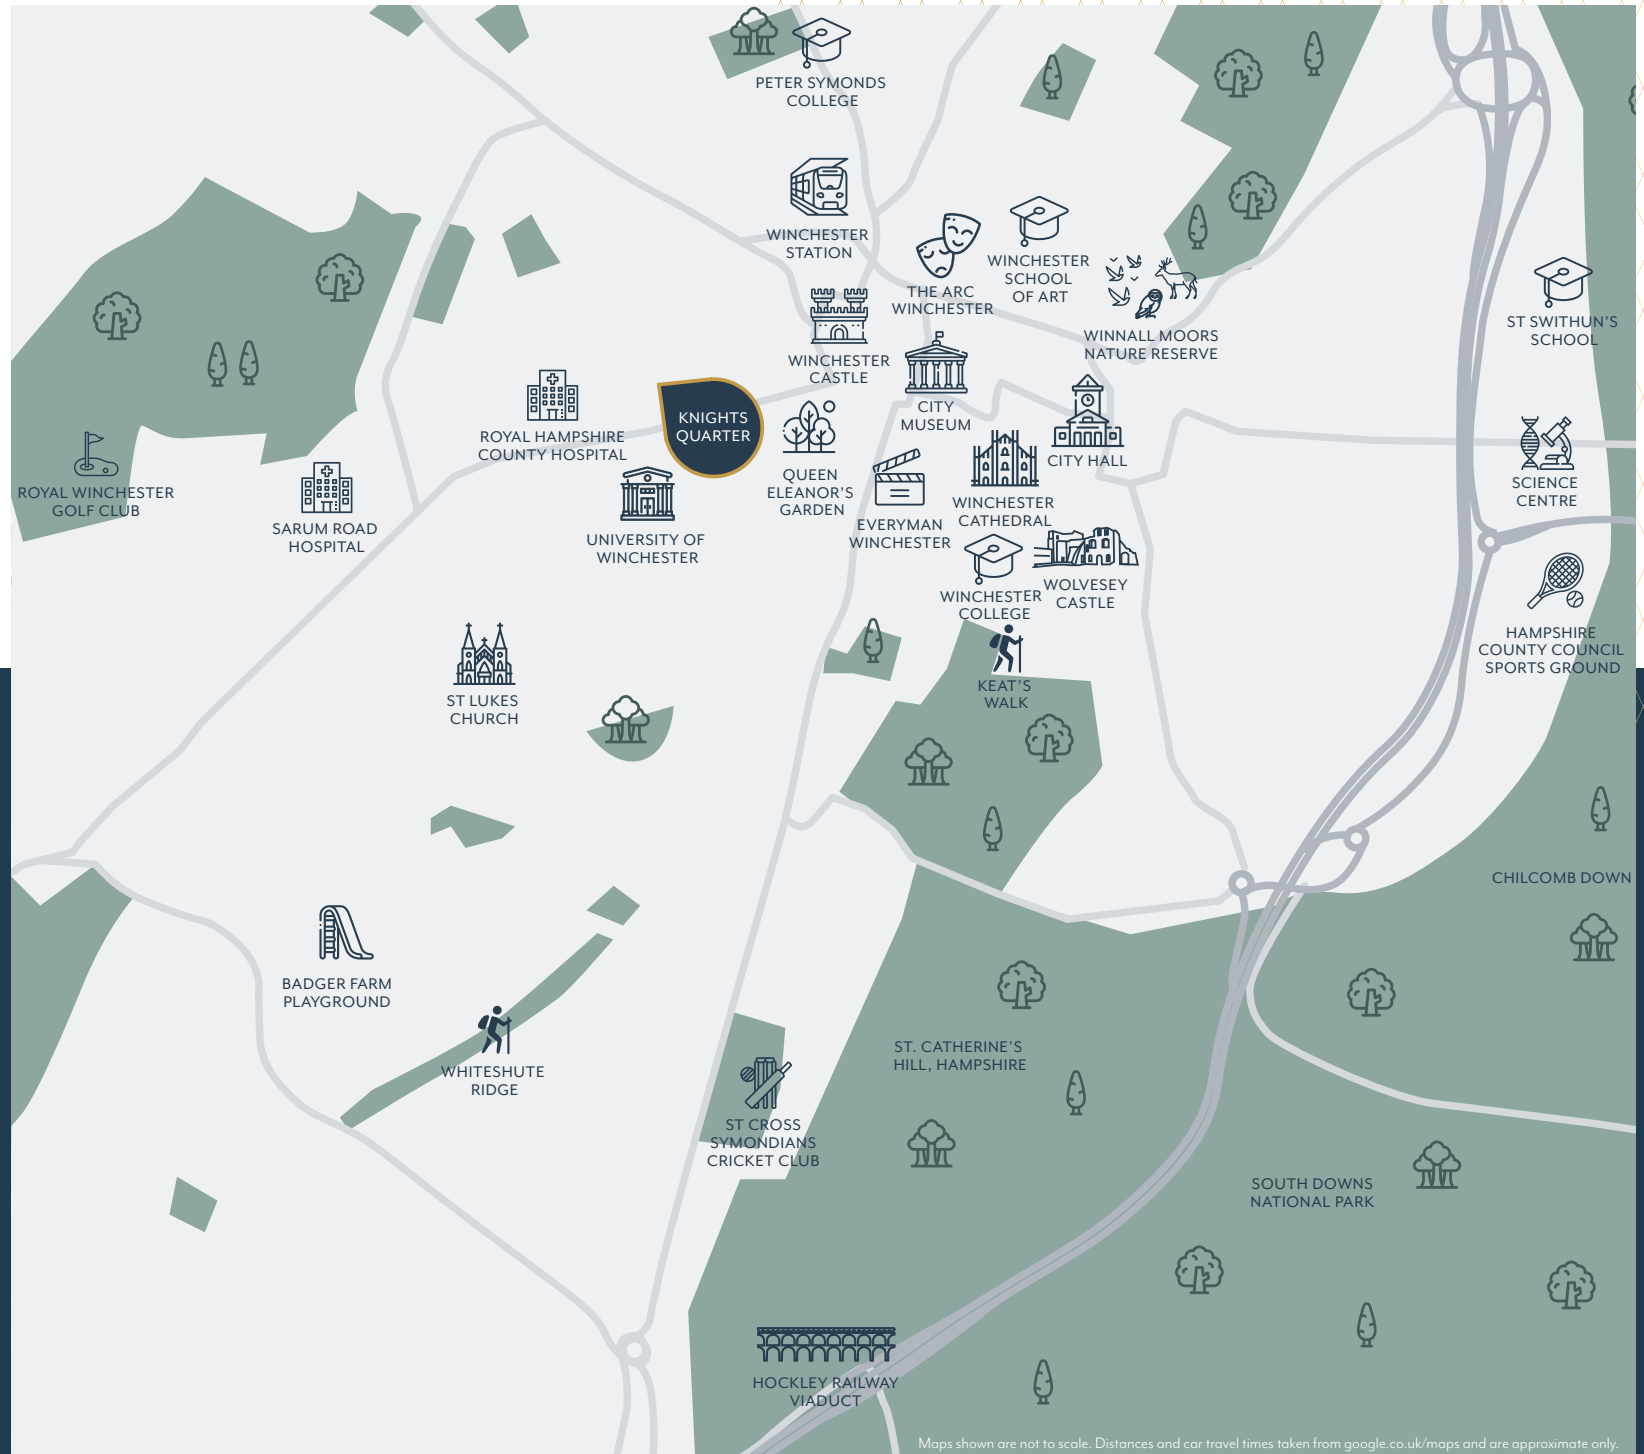 PETER SYMONDS
COLLEGE
WINCHESTER
STATION
THE ARC
WINCHESTER
WINCHESTER
SCHOOL
OF ART
WINNALL MOORS
NATURE RESERVE
ST SWITHUN'S
SCHOOL
WINCHESTER
CASTLE
CITY
MUSEUM
KNIGHTS
QUARTER
ROYAL HAMPSHIRE
COUNTY HOSPITAL
CITY HALL
QUEEN
ELEANOR'S
GARDEN
ROYAL WINCHESTER
GOLF CLUB
SARUM ROAD
HOSPITAL
UNIVERSITY OF
WINCHESTER
EVERYMAN
WINCHESTER
WINCHESTER
CATHEDRAL
SCIENCE
CENTRE
WINCHESTER
COLLEGE
WOLVESEY
CASTLE
HAMPSHIRE
COUNTY COUNCIL
SPORTS GROUND
KEAT'S
WALK
ST LUKES
CHURCH
CHILCOMB DOWN
BADGER FARM
PLAYGROUND
WHITESHUTE
RIDGE
ST. CATHERINE'S
HILL, HAMPSHIRE
ST CROSS
SYMONDIANS
CRICKET CLUB
SOUTH DOWNS
NATIONAL PARK
HOCKLEY RAILWAY
VIADUCT
Maps shown are not to scale. Distances and car travel times taken from google.co.uk/maps and are approximate only.